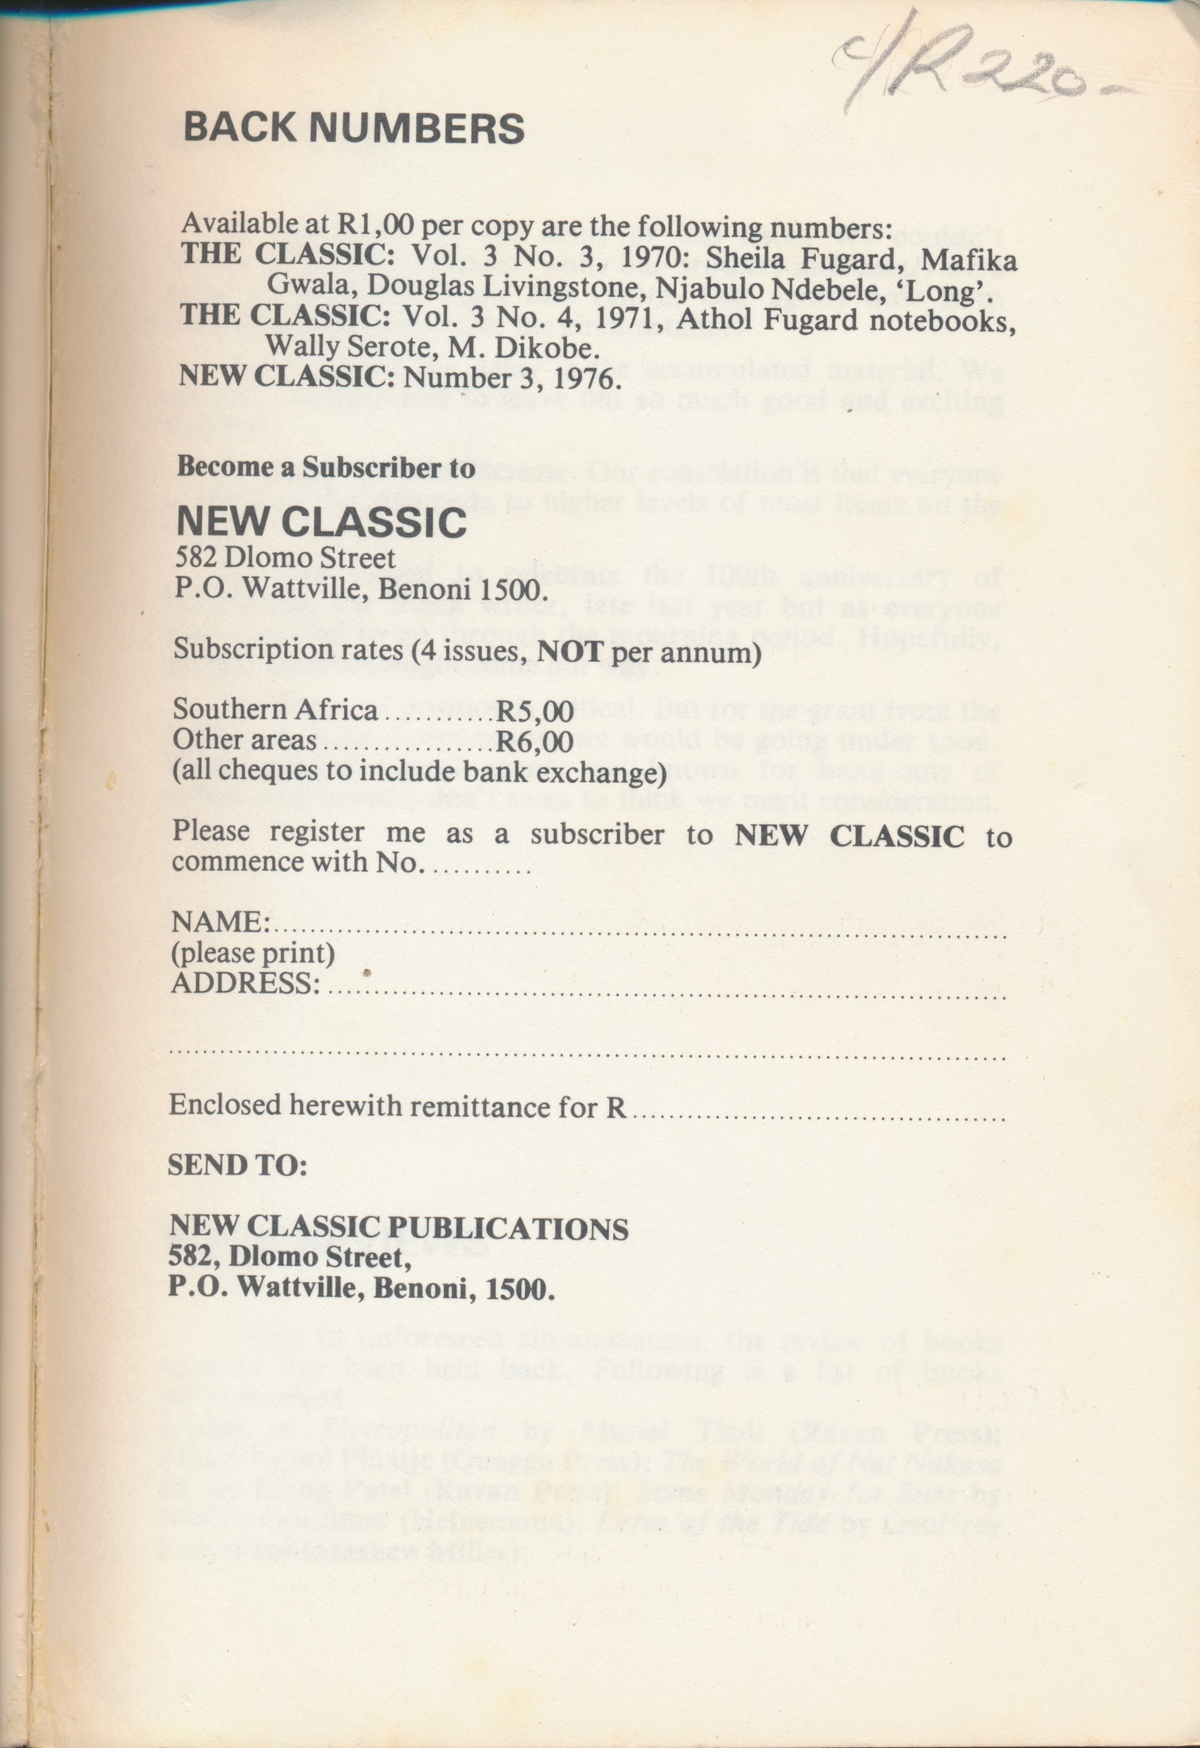 c/R220-
BACK NUMBERS
Available at R1,00 per copy are the following numbers:
THE CLASSIC: Vol. 3 No. 3, 1970: Sheila Fugard, Mafika
Gwala, Douglas Livingstone, Njabulo Ndebele, ‘Long’.
THE CLASSIC: Vol. 3 No. 4, 1971, Athol Fugard notebooks,
Wally Serote, M. Dikobe.
NEW CLASSIC: Number 3, 1976.
Become a Subscriber to
NEW CLASSIC
582 Dlomo Street
P.O. Wattville, Benoni 1500.
Subscription rates (4 issues, NOT per annum)
Southern Africa...........R5,00
Other areas.................R6,00
(all cheques to include bank exchange)
Please register me as a subscriber to NEW CLASSIC to
commence with No...........
NAME:....................................................................................
(please print)
ADDRESS:..............................................................................
................................................................................................
Enclosed herewith remittance for R...........................................
SEND TO:
NEW CLASSIC PUBLICATIONS
582, Dlomo Street,
P.O. Wattville, Benoni, 1500.